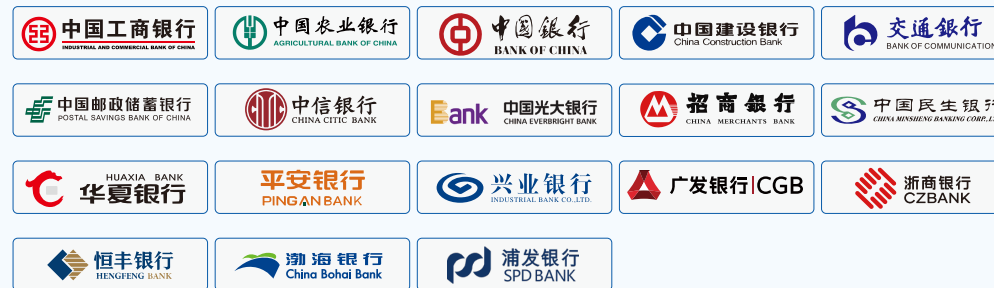 中国工商银行
INDUSTRIAL AND COMMERCIAL BANK OF CHINA
中国农业银行
AGRICULTURAL BANK OF CHINA
中國銀行
BANK OF CHINA
中国建设银行
China Construction Bank
交通銀行
BANK OF COMMUNICATION
中国邮政储蓄银行
POSTAL SAVINGS BANK OF CHINA
CITIC
中信银行
CHINA CITIC BANK
Bank
中国光大银行
CHINA EVERBRIGHT BANK
招商銀行
CHINA MERCHANTS BANK
中国民生银行
CHINA MINSHENG BANKING CORP.,L
HUAXIA BANK
华夏银行
平安银行
PINGAN BANK
兴业银行
INDUSTRIAL BANK CO.,LTD.
广发银行|CGB
浙商银行
CZBANK
恒丰银行
HENGFENG BANK
渤海银行
China Bohai Bank
浦发银行
SPD BANK